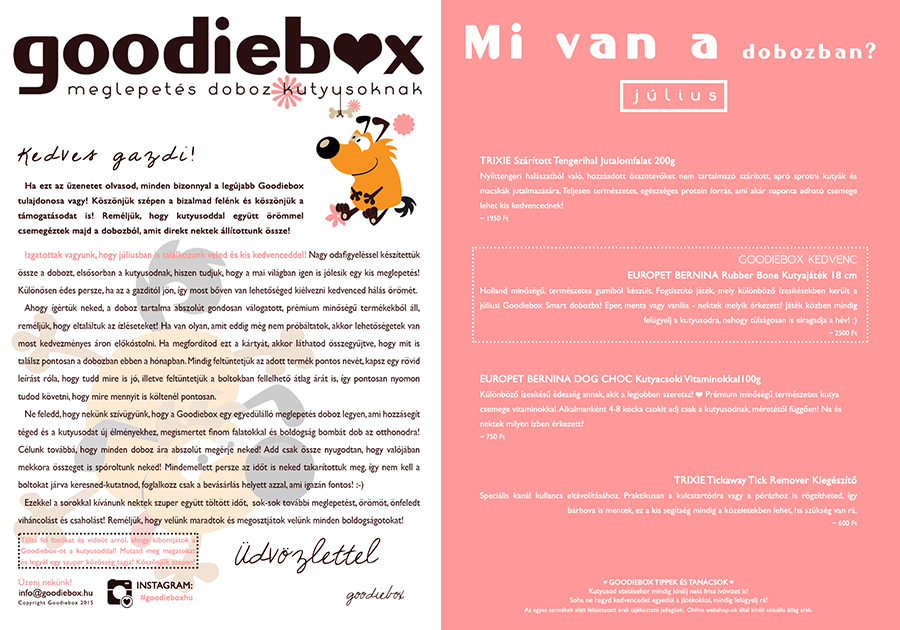 goodiebox
meglepetés doboz kutyusoknak
Kedves gazdi!
Ha ezt az üzenetet olvasod, minden bizonnyal a legújabb Goodiebox
tulajdonosa vagy! Köszönjük szépen a bizalmad felénk és köszönjük a
támogatásodat is! Reméljük, hogy kutyusoddal együtt örömmel
csemegéztek majd a dobozból, amit direkt nektek állítottunk össze!
Izgatottak vagyunk, hogy júliusban is találkozunk veled és kis kedvenceddel! Nagy odafigyeléssel készítettük
össze a dobozt, elsősorban a kutyusodnak, hiszen tudjuk, hogy a mai világban igen is jólesik egy kis meglepetés!
Különösen édes persze, ha az a gazditól jön, így most bőven van lehetőséged kiélvezni kedvenced hálás örömét.
Ahogy ígértük neked, a doboz tartalma abszolút gondosan válogatott, prémium minőségű termékekből áll,
reméljük, hogy eltaláltuk az ízléseteket! Ha van olyan, amit eddig még nem próbáltatok, akkor lehetőségetek van
most kedvezményes áron előkóstolni. Ha megfordítod ezt a kártyát, akkor láthatod összegyűjtve, hogy mit is
találsz pontosan a dobozban ebben a hónapban. Mindig feltüntetjük az adott termék pontos nevét, kapsz egy rövid
leírást róla, hogy tudd mire is jó, illetve feltüntetjük a boltokban fellelhető átlag árát is, így pontosan nyomon
tudod követni, hogy mire mennyit is költenél pontosan.
Ne feledd, hogy nekünk szívügyünk, hogy a Goodiebox egy egyedülálló meglepetés doboz legyen, ami hozzásegít
téged és a kutyusodat új élményekhez, megismertet finom falatokkal és boldogság bombát dob az otthonodra!
Célunk továbbá, hogy minden doboz ára abszolút megérje neked! Add csak össze nyugodtan, hogy valójában
mekkora összeget is spóroltunk neked! Mindemellett persze az időt is neked takarítottuk meg, így nem kell a
boltokat járva keresned-kutatnod, foglalkozz csak a bevásárlás helyett azzal, ami igazán fontos! :-)
Ezekkel a sorokkal kívánunk nektek szuper együtt töltött időt, sok-sok további meglepetést, örömöt, önfeledt
viháncolást és csaholást! Reméljük, hogy velünk maradtok és megosztjátok velünk minden boldogságotokat!
Tölts fel fotókat és videót arról, ahogy kibontjátok a
Goodiebox-ot a kutyusoddal! Mutasd meg magatokat
és legyél egy szuper közösség tagja! Köszönjük szépen!
Üdvözlettel
goodiebox
Üzenj nekünk!
info@goodiebox.hu
Copyright Goodiebox 2015
INSTAGRAM:
#goodieboxhu
Mi van a dobozban?
július
TRIXIE Szárított Tengerihal Jutalomfalat 200g
Nyílttengeri halászatból való, hozzáadott összetevőket nem tartalmazó szárított, apró sprotni kutyák és
macskák jutalmazására. Teljesen természetes, egészséges protein forrás, ami akár naponta adható csemege
lehet kis kedvencednek!
~ 1950 Ft
GOODIEBOX KEDVENC
EUROPET BERNINA Rubber Bone Kutyajáték 18 cm
Holland minőségű, természetes gumiból készült. Fogtisztító játék, mely különböző ízesítésekben került a
júliusi Goodiebox Smart dobozba! Eper, menta vagy vanília - nektek melyik érkezett? Játék közben mindig
felügyelj a kutyusodra, nehogy túlságosan is elragadja a hév! :)
~ 2500 Ft
EUROPET BERNINA DOG CHOC Kutyacsoki Vitaminokkal100g
Különböző ízesítésű édesség annak, akit a legjobban szeretsz! ♥ Prémium minőségű természetes kutya
csemege vitaminokkal. Alkalmanként 4-8 kocka csokit adj csak a kutyusodnak, méretétől függően! Na és
nektek milyen ízben érkezett?
~ 750 Ft
TRIXIE Tickaway Tick Remover Kiegészítő
Speciális kanál kullancs eltávolításához. Praktikusan a kulcstartódra vagy a pórázhoz is rögzítheted, így
bárhova is mentek, ez a kis segítség mindig a közeletekben lehet, ha szükség van rá.
~ 600 Ft
♥ GOODIEBOX TIPPEK ÉS TANÁCSOK ♥
Kutyusod etetésekor mindig kínálj neki friss ivóvizet is!
Soha ne hagyd kedvencedet egyedül a játékokkal, mindig felügyelj rá!
Az egyes termékek alatt feltüntetett árak tájékoztató jellegűek. Online webshop-ok által kínált aktuális átlag árak.